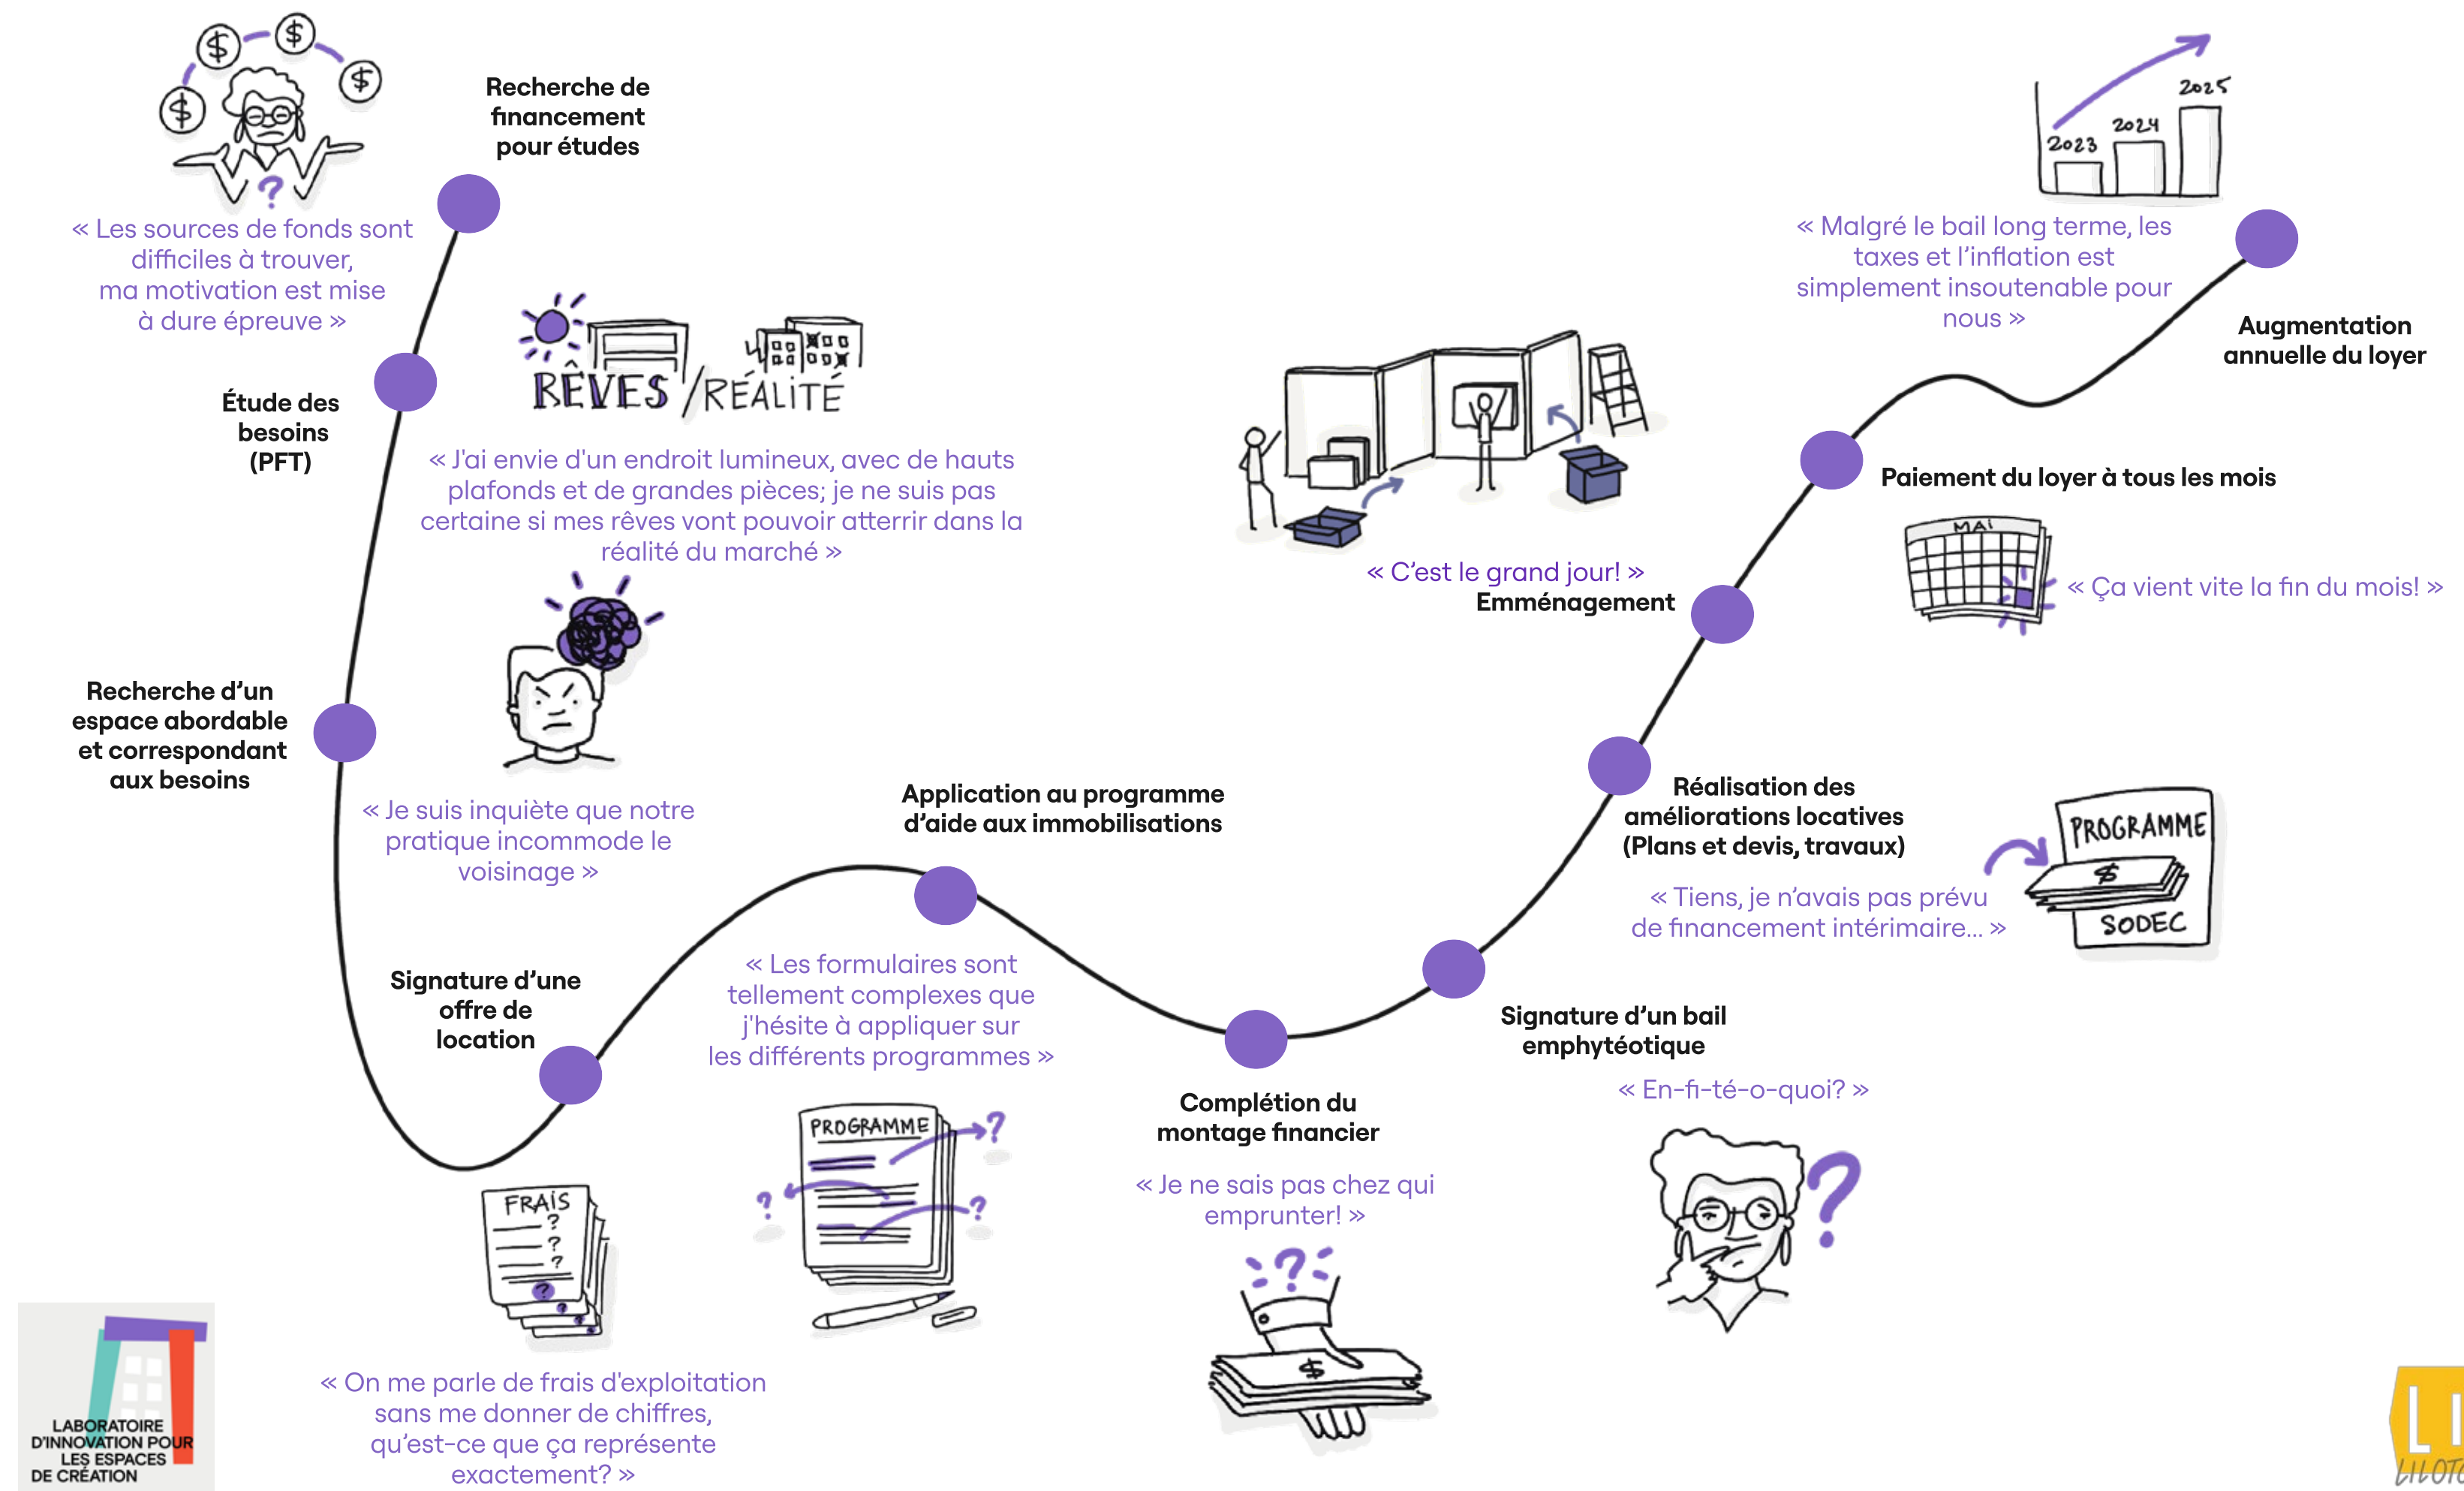 Recherche de
financement
pour études
« Les sources de fonds sont
difficiles à trouver,
ma motivation est mise
à dure épreuve »
$
$
$
$
?
Étude des
besoins
(PFT)
RÊVES / RÉALITÉ
« J'ai envie d'un endroit lumineux, avec de hauts
plafonds et de grandes pièces; je ne suis pas
certaine si mes rêves vont pouvoir atterrir dans la
réalité du marché »
Recherche d’un
espace abordable
et correspondant
aux besoins
« Je suis inquiète que notre
pratique incommode le
voisinage »
Signature d’une
offre de
location
FRAIS
?
?
?
?
?
?
?
« On me parle de frais d'exploitation
sans me donner de chiffres,
qu’est-ce que ça représente
exactement? »
Application au programme
d’aide aux immobilisations
« Les formulaires sont
tellement complexes que
j'hésite à appliquer sur
les différents programmes »
PROGRAMME
?
?
?
Complétion du
montage financier
« Je ne sais pas chez qui
emprunter! »
?
$
Signature d’un bail
emphytéotique
« En-fi-té-o-quoi? »
?
Réalisation des
améliorations locatives
(Plans et devis, travaux)
« Tiens, je n’avais pas prévu
de financement intérimaire... »
PROGRAMME
$
SODEC
« C’est le grand jour! »
Emménagement
Paiement du loyer à tous les mois
MAI
« Ça vient vite la fin du mois! »
2023
2024
2025
« Malgré le bail long terme, les
taxes et l’inflation est
simplement insoutenable pour
nous »
Augmentation
annuelle du loyer
LABORATOIRE
D'INNOVATION POUR
LES ESPACES
DE CRÉATION
LI
LILOT